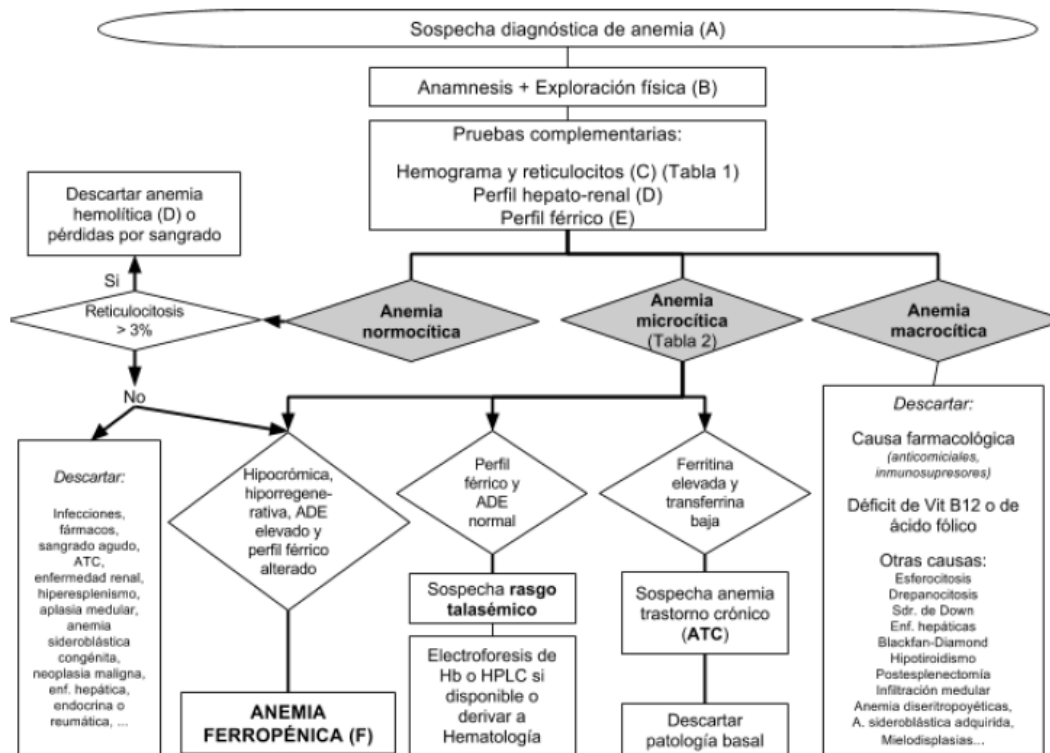 Sospecha diagnóstica de anemia (A)
Anamnesis + Exploración física (B)
Pruebas complementarias:
Hemograma y reticulocitos (C) (Tabla 1)
Perfil hepato-renal (D)
Perfil férrico (E)
Descartar anemia
hemolítica (D) o
pérdidas por sangrado
Si
Reticulocitosis
> 3%
No
Anemia
normocítica
Anemia
microcítica
(Tabla 2)
Anemia
macrocítica
Descartar:
Infecciones,
fármacos,
sangrado agudo,
ATC,
enfermedad renal,
hiperesplenismo,
aplasia medular,
anemia
sideroblástica
congénita,
neoplasia maligna,
enf. hepática,
endocrina o
reumática, ...
Hipocrómica,
hiporregene-
rativa, ADE
elevado y
perfil férrico
alterado
ANEMIA
FERROPÉNICA (F)
Perfil
férrico y
ADE
normal
Sospecha rasgo
talasémico
Electroforesis de
Hb o HPLC si
disponible o
derivar a
Hematología
Ferritina
elevada y
transferrina
baja
Sospecha anemia
trastorno crónico
(ATC)
Descartar
patología basal
Descartar:
Causa farmacológica
(anticomiciales,
inmunosupresores)
Déficit de Vit B12 o de
ácido fólico
Otras causas:
Esferocitosis
Drepanocitosis
Sdr. de Down
Enf. hepáticas
Blackfan-Diamond
Hipotiroidismo
Postesplenectomía
Infiltración medular
Anemia diseritropoyéticas,
A. sideroblástica adquirida,
Mielodisplasias...